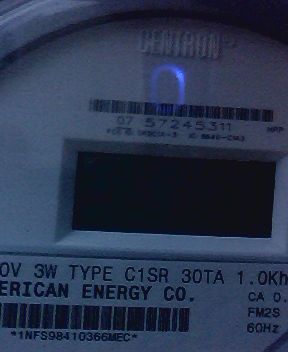 CENTRON
07 57245311
0V 3W TYPE C1SR 30TA 1.0Kh
ERICAN ENERGY CO.
CA 0.
FM2S
60Hz
*1NFS98410366MEC*